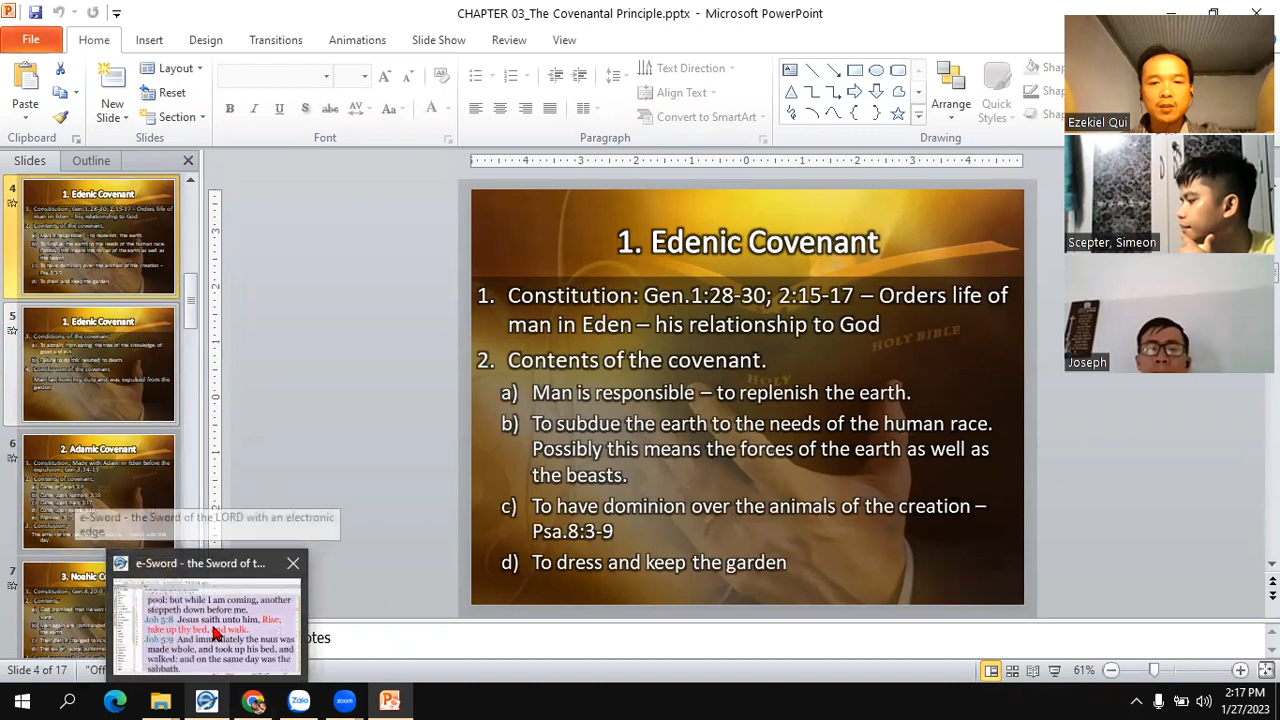 CHAPTER 03_The Covenantal Principle.pptx - Microsoft PowerPoint
File
Home
Insert
Design
Transitions
Animations
Slide Show
Review
View
Paste
Clipboard
New
Slide
Layout
Reset
Section
Slides
Font
Text Direction
Align Text
Convert to SmartArt
Paragraph
Arrange
Quick
Styles
Drawing
Ezekiel Qui
Scepter, Simeon
Joseph
Slides
Outline
4
1. Edenic Covenant
5
1. Edenic Covenant
6
2. Adamic Covenant
7
3. Noahic Covenant
1. Edenic Covenant
1. Constitution: Gen.1:28-30; 2:15-17 – Orders life of
man in Eden – his relationship to God
2. Contents of the covenant.
a) Man is responsible – to replenish the earth.
b) To subdue the earth to the needs of the human race.
Possibly this means the forces of the earth as well as
the beasts.
c) To have dominion over the animals of the creation –
Psa.8:3-9
d) To dress and keep the garden
HOLY BIBLE
e-Sword - the Sword of the LORD with an electronic
edge
e-Sword - the Sword of t...
pool: but while I am coming, another
steppeth down before me.
Joh 5:8 Jesus saith unto him, Rise,
take up thy bed, and walk.
Joh 5:9 And immediately the man was
made whole, and took up his bed, and
walked: and on the same day was the
sabbath.
Slide 4 of 17
61%
Zalo
zoom
2:17 PM
1/27/2023